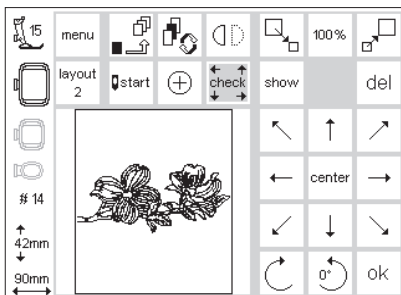 15
menu
100%
layout
2
start
check
show
del
# 14
42mm
90mm
center
0°
ok